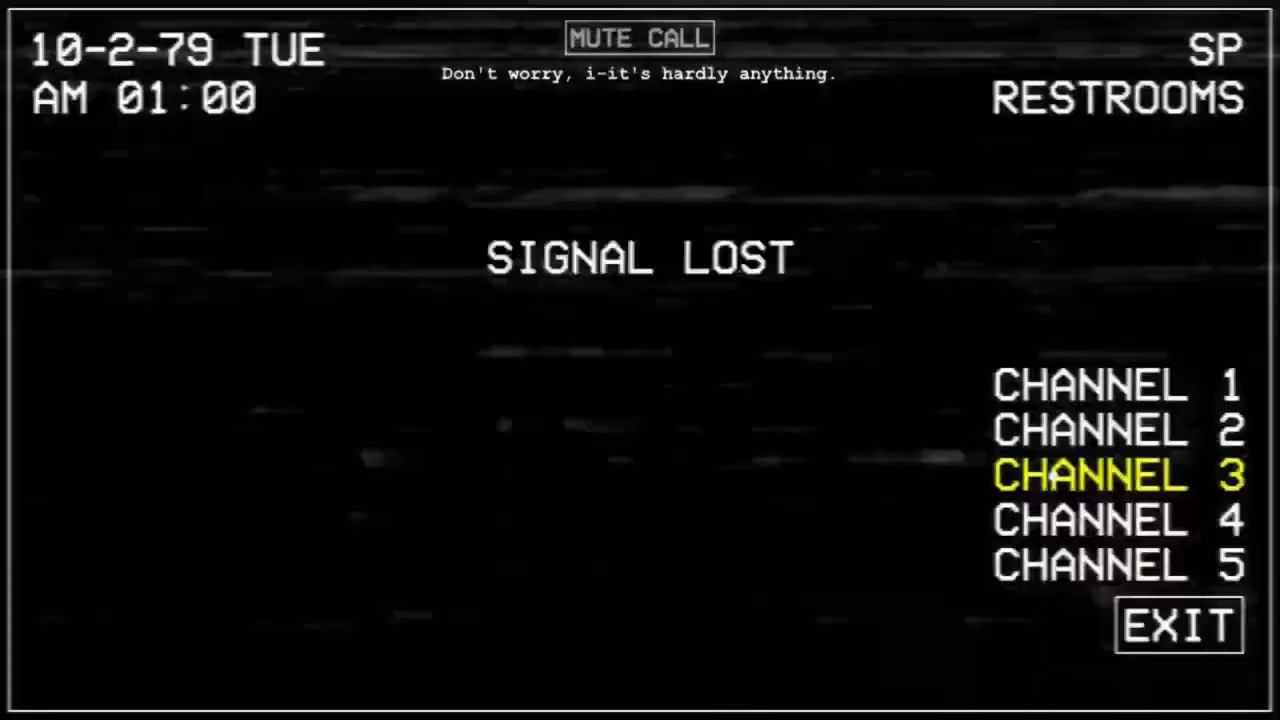 10-2-79 TUE
AM 01:00
MUTE CALL
Don't worry, i-it's hardly anything.
SP
RESTROOMS
SIGNAL LOST
CHANNEL 1
CHANNEL 2
CHANNEL 3
CHANNEL 4
CHANNEL 5
EXIT